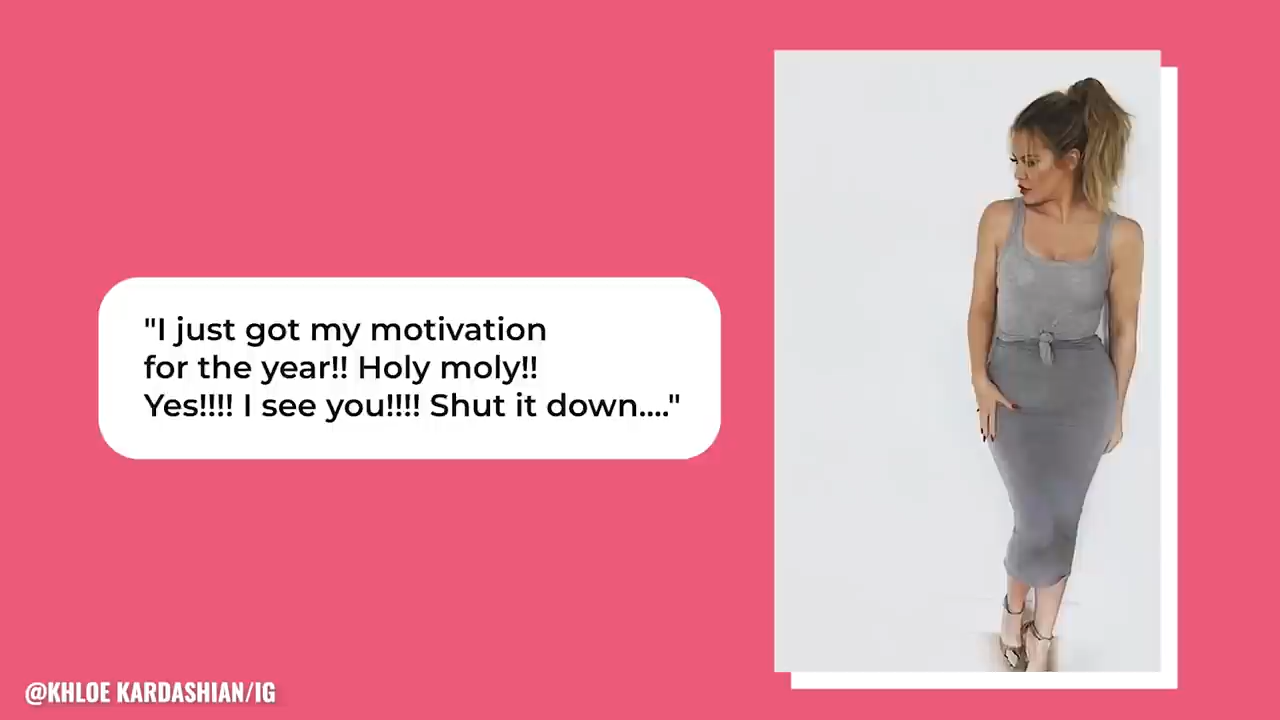 "I just got my motivation
for the year!! Holy moly!!
Yes!!!! I see you!!!! Shut it down...."
@KHLOE KARDASHIAN/IG